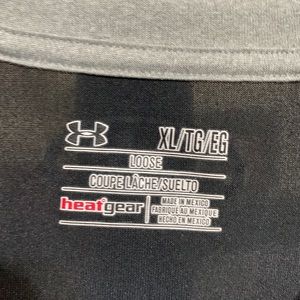 XL/TG/EG
LOOSE
COUPE LÂCHE/SUELTO
heatgear
MADE IN MEXICO
FABRIQUÉ AU MEXIQUE
HECHO EN MEXICO